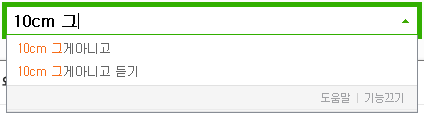 10cm 그
10cm 그게아니고
10cm 그게아니고 듣기
도움말 | 기능끄기